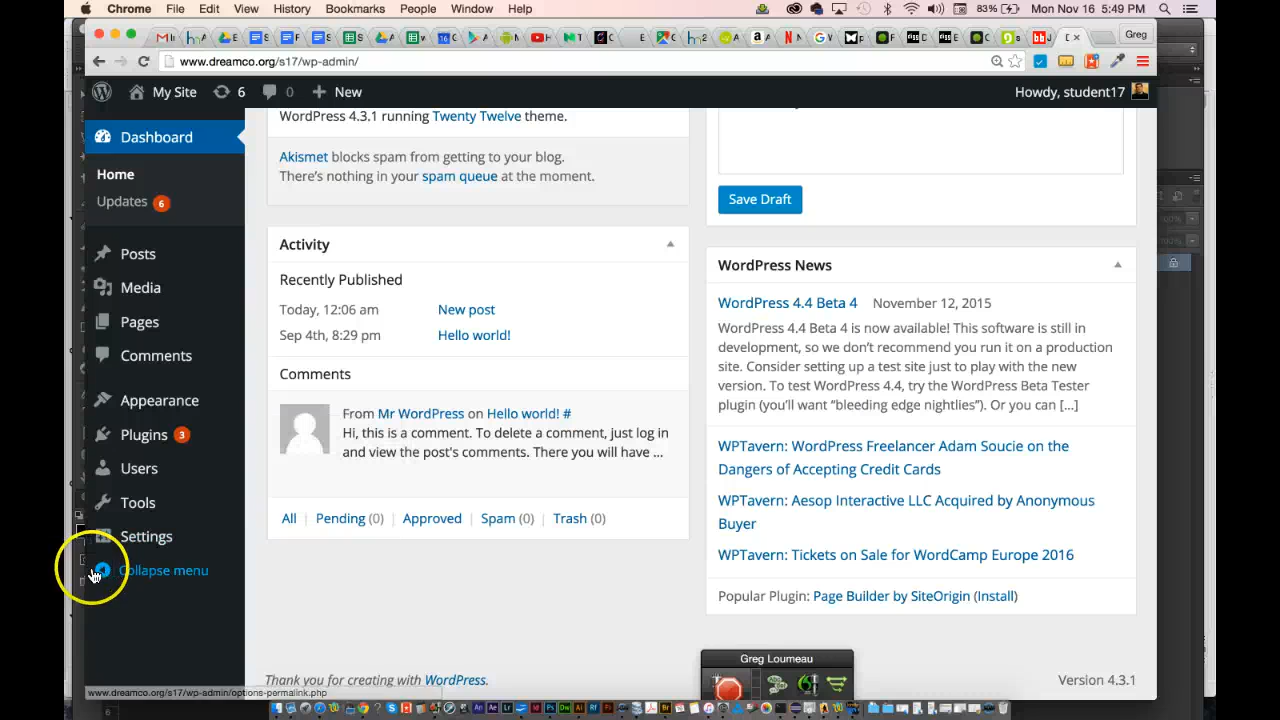 Chrome File Edit View History Bookmarks People Window Help
83% Mon Nov 16 5:49 PM
Greg
www.dreamco.org/s17/wp-admin/
My Site 6 0 New
Howdy, student17
Dashboard
Home
Updates 6
Posts
Media
Pages
Comments
Appearance
Plugins 3
Users
Tools
Settings
Collapse menu
WordPress 4.3.1 running Twenty Twelve theme.
Akismet blocks spam from getting to your blog.
There’s nothing in your spam queue at the moment.
Activity
Recently Published
Today, 12:06 am New post
Sep 4th, 8:29 pm Hello world!
Comments
From Mr WordPress on Hello world! #
Hi, this is a comment. To delete a comment, just log in
and view the post's comments. There you will have ...
All | Pending (0) | Approved | Spam (0) | Trash (0)
Save Draft
WordPress News
WordPress 4.4 Beta 4 November 12, 2015
WordPress 4.4 Beta 4 is now available! This software is still in
development, so we don’t recommend you run it on a production
site. Consider setting up a test site just to play with the new
version. To test WordPress 4.4, try the WordPress Beta Tester
plugin (you’ll want “bleeding edge nightlies”). Or you can [...]
WPTavern: WordPress Freelancer Adam Soucie on the
Dangers of Accepting Credit Cards
WPTavern: Aesop Interactive LLC Acquired by Anonymous
Buyer
WPTavern: Tickets on Sale for WordCamp Europe 2016
Popular Plugin: Page Builder by SiteOrigin (Install)
Greg Loumeau
Thank you for creating with WordPress.
Version 4.3.1
www.dreamco.org/s17/wp-admin/options-permalink.php